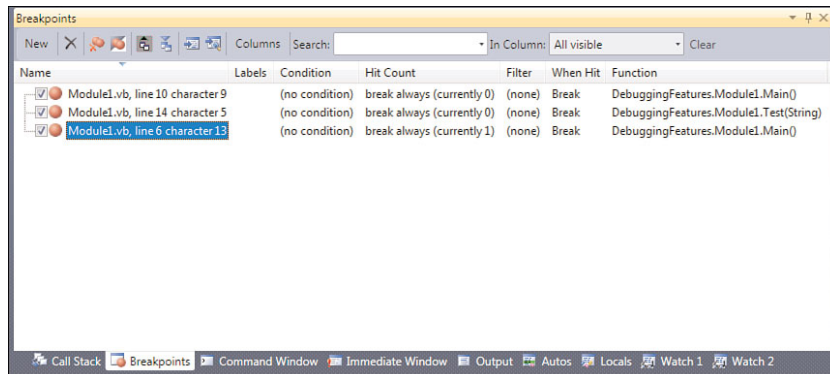 Breakpoints
New Columns Search: In Column: All visible Clear
Name Labels Condition Hit Count Filter When Hit Function
Module1.vb, line 10 character 9 (no condition) break always (currently 0) (none) Break DebuggingFeatures.Module1.Main()
Module1.vb, line 14 character 5 (no condition) break always (currently 0) (none) Break DebuggingFeatures.Module1.Test(String)
Module1.vb, line 6 character 13 (no condition) break always (currently 1) (none) Break DebuggingFeatures.Module1.Main()
Call Stack Breakpoints Command Window Immediate Window Output Autos Locals Watch 1 Watch 2